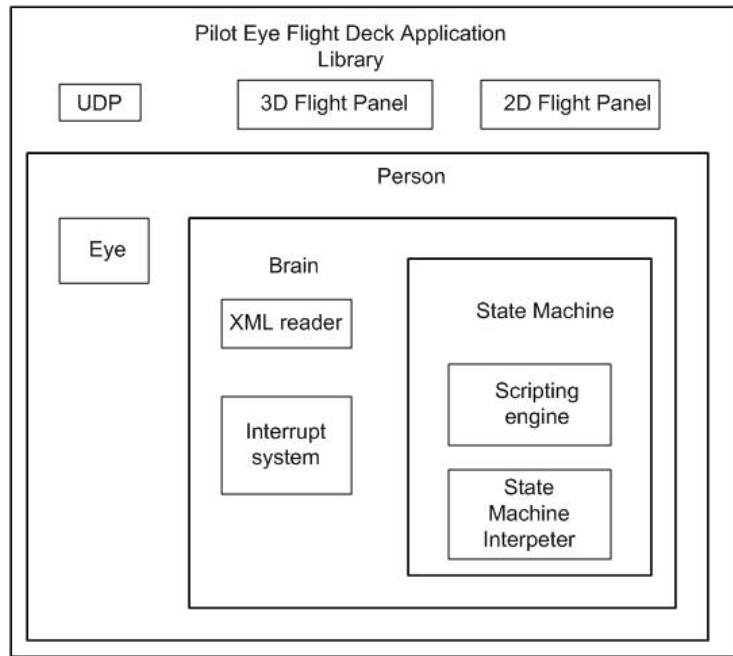 Pilot Eye Flight Deck Application
Library
UDP
3D Flight Panel
2D Flight Panel
Person
Eye
Brain
XML reader
State Machine
Scripting
engine
Interrupt
system
State
Machine
Interpeter